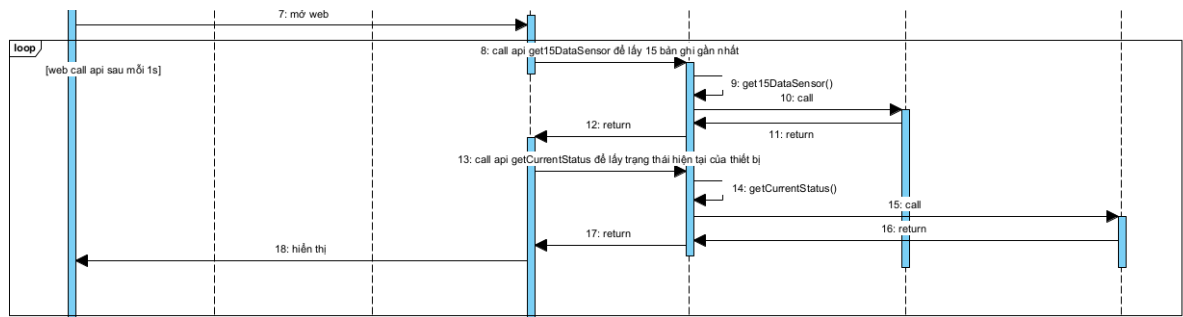 7: mở web
loop
8: call api get15DataSensor để lấy 15 bản ghi gần nhất
[web call api sau mỗi 1s]
9: get15DataSensor()
10: call
12: return
11: return
13: call api getCurrentStatus để lấy trạng thái hiện tại của thiết bị
14: getCurrentStatus()
15: call
16: return
17: return
18: hiển thị